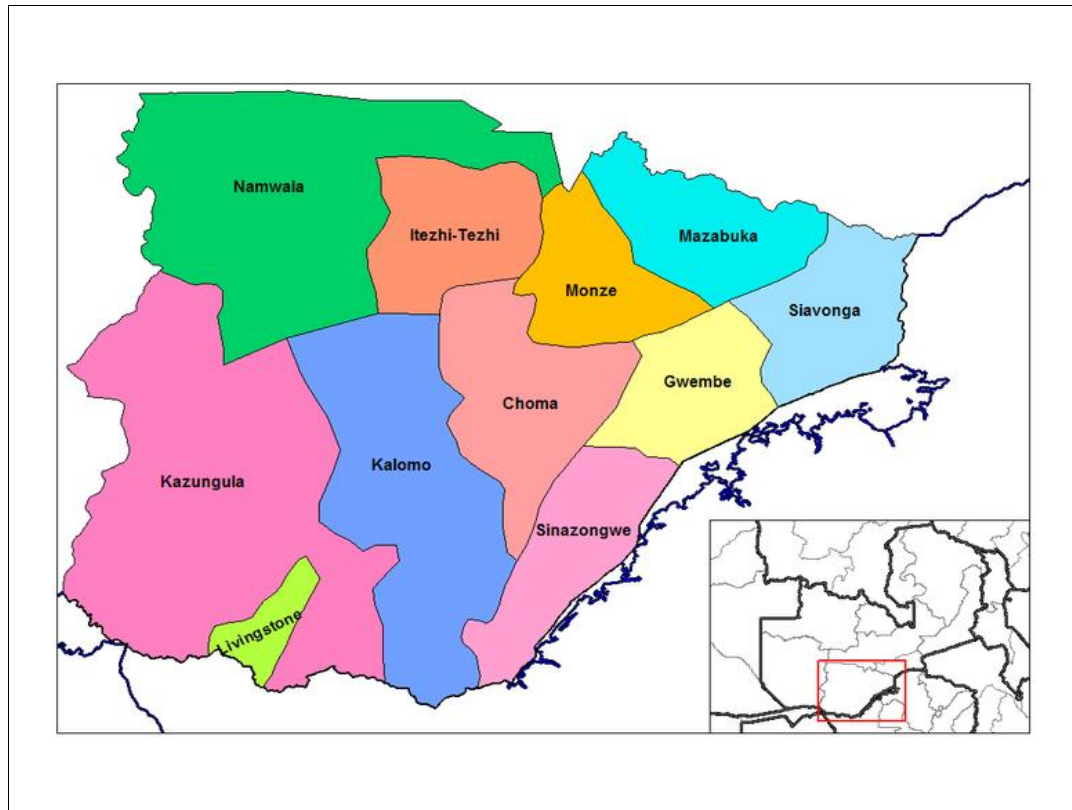 Namwala
Itezhi-Tezhi
Mazabuka
Monze
Siavonga
Gwembe
Choma
Kalomo
Kazungula
Sinazongwe
Livingstone